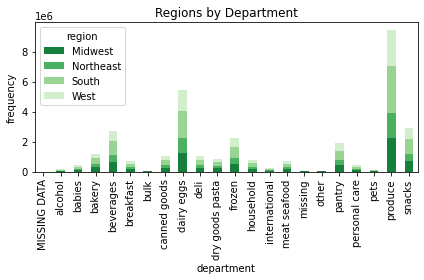 Regions by Department
1e6
region
Midwest
Northeast
South
West
frequency
8
6
4
2
0
MISSING DATA
alcohol
babies
bakery
beverages
breakfast
bulk
canned goods
dairy eggs
deli
dry goods pasta
frozen
household
international
meat seafood
missing
other
pantry
personal care
pets
produce
snacks
department